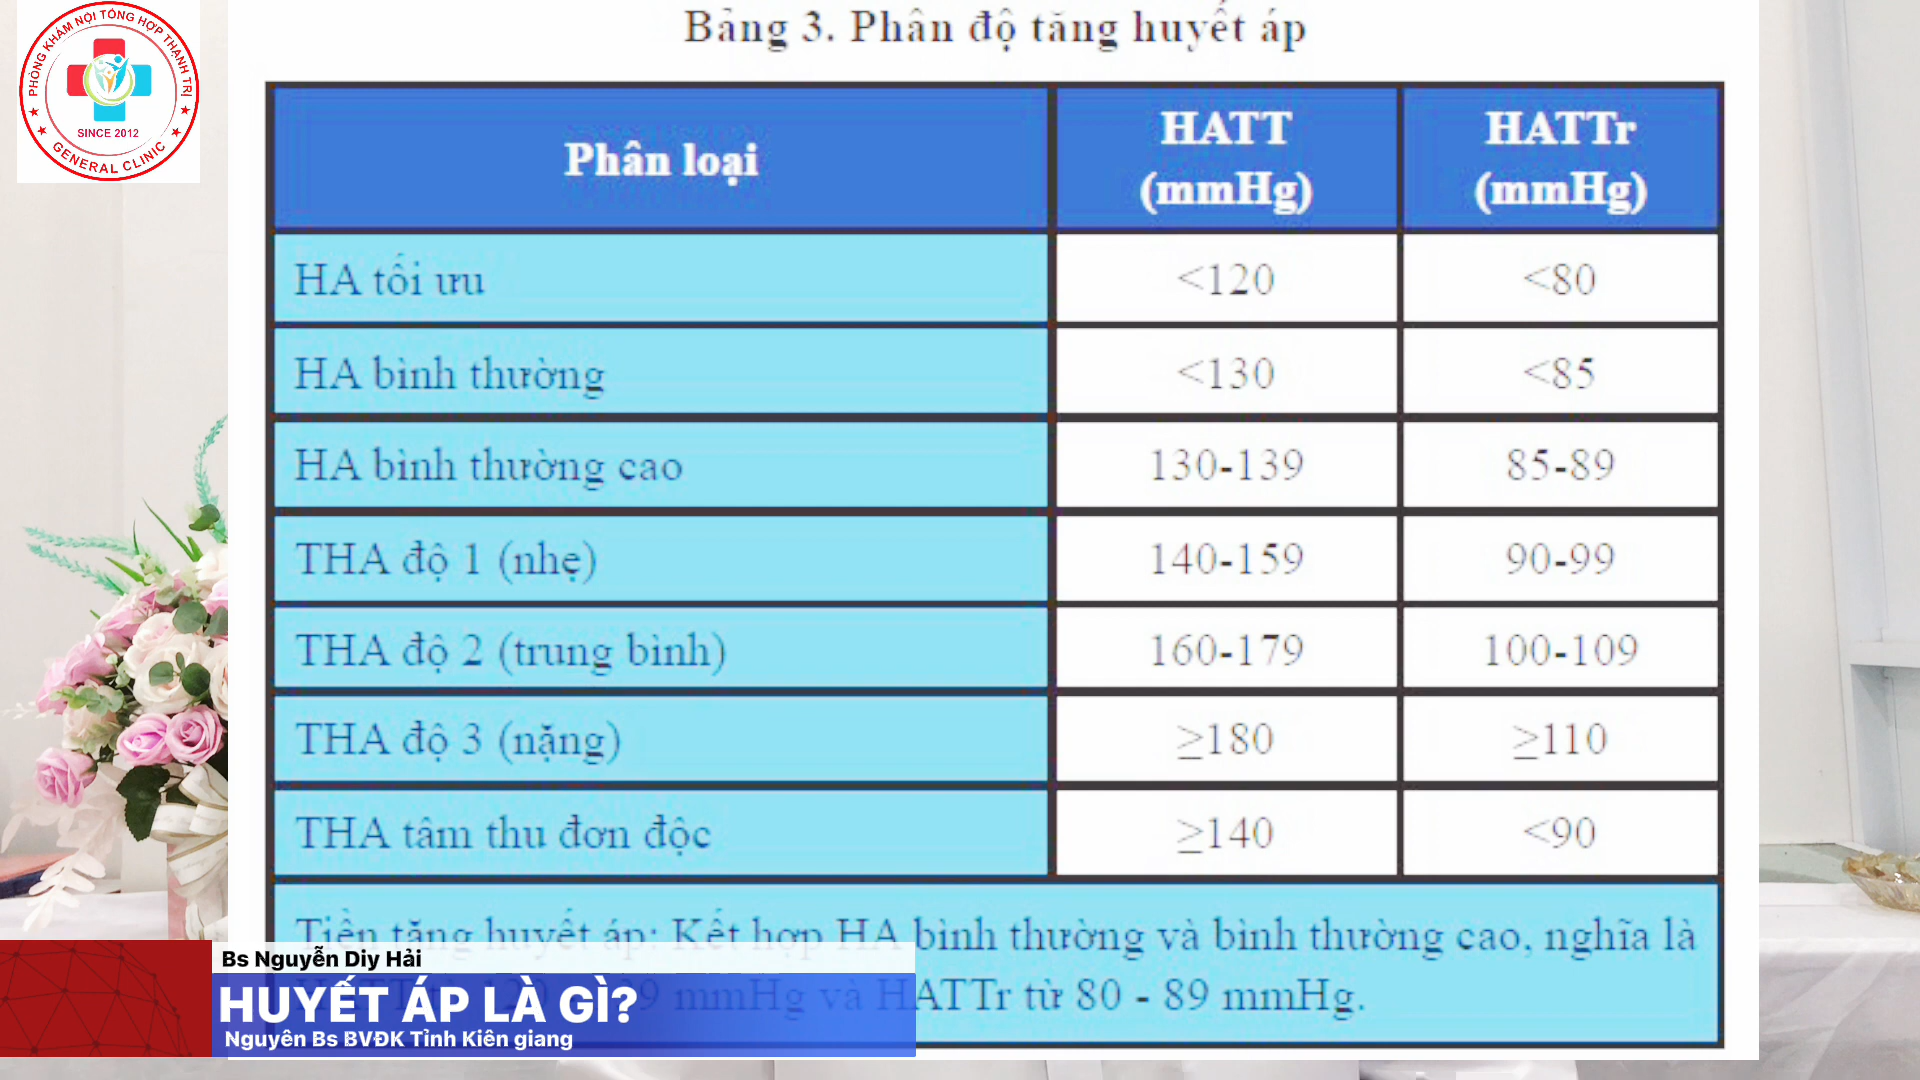 PHÒNG KHÁM NỘI TỔNG HỢP THẠNH TRỊ
SINCE 2012
GENERAL CLINIC
Bảng 3. Phân độ tăng huyết áp
Phân loại HATT (mmHg) HATTr (mmHg)
HA tối ưu <120 <80
HA bình thường <130 <85
HA bình thường cao 130-139 85-89
THA độ 1 (nhẹ) 140-159 90-99
THA độ 2 (trung bình) 160-179 100-109
THA độ 3 (nặng) ≥180 ≥110
THA tâm thu đơn độc ≥140 <90
Tiền tăng huyết áp: Kết hợp HA bình thường và bình thường cao, nghĩa là
mmHg và HATTr từ 80 - 89 mmHg.
Bs Nguyễn Diy Hải
HUYẾT ÁP LÀ GÌ?
Nguyên Bs BVĐK Tỉnh Kiên giang